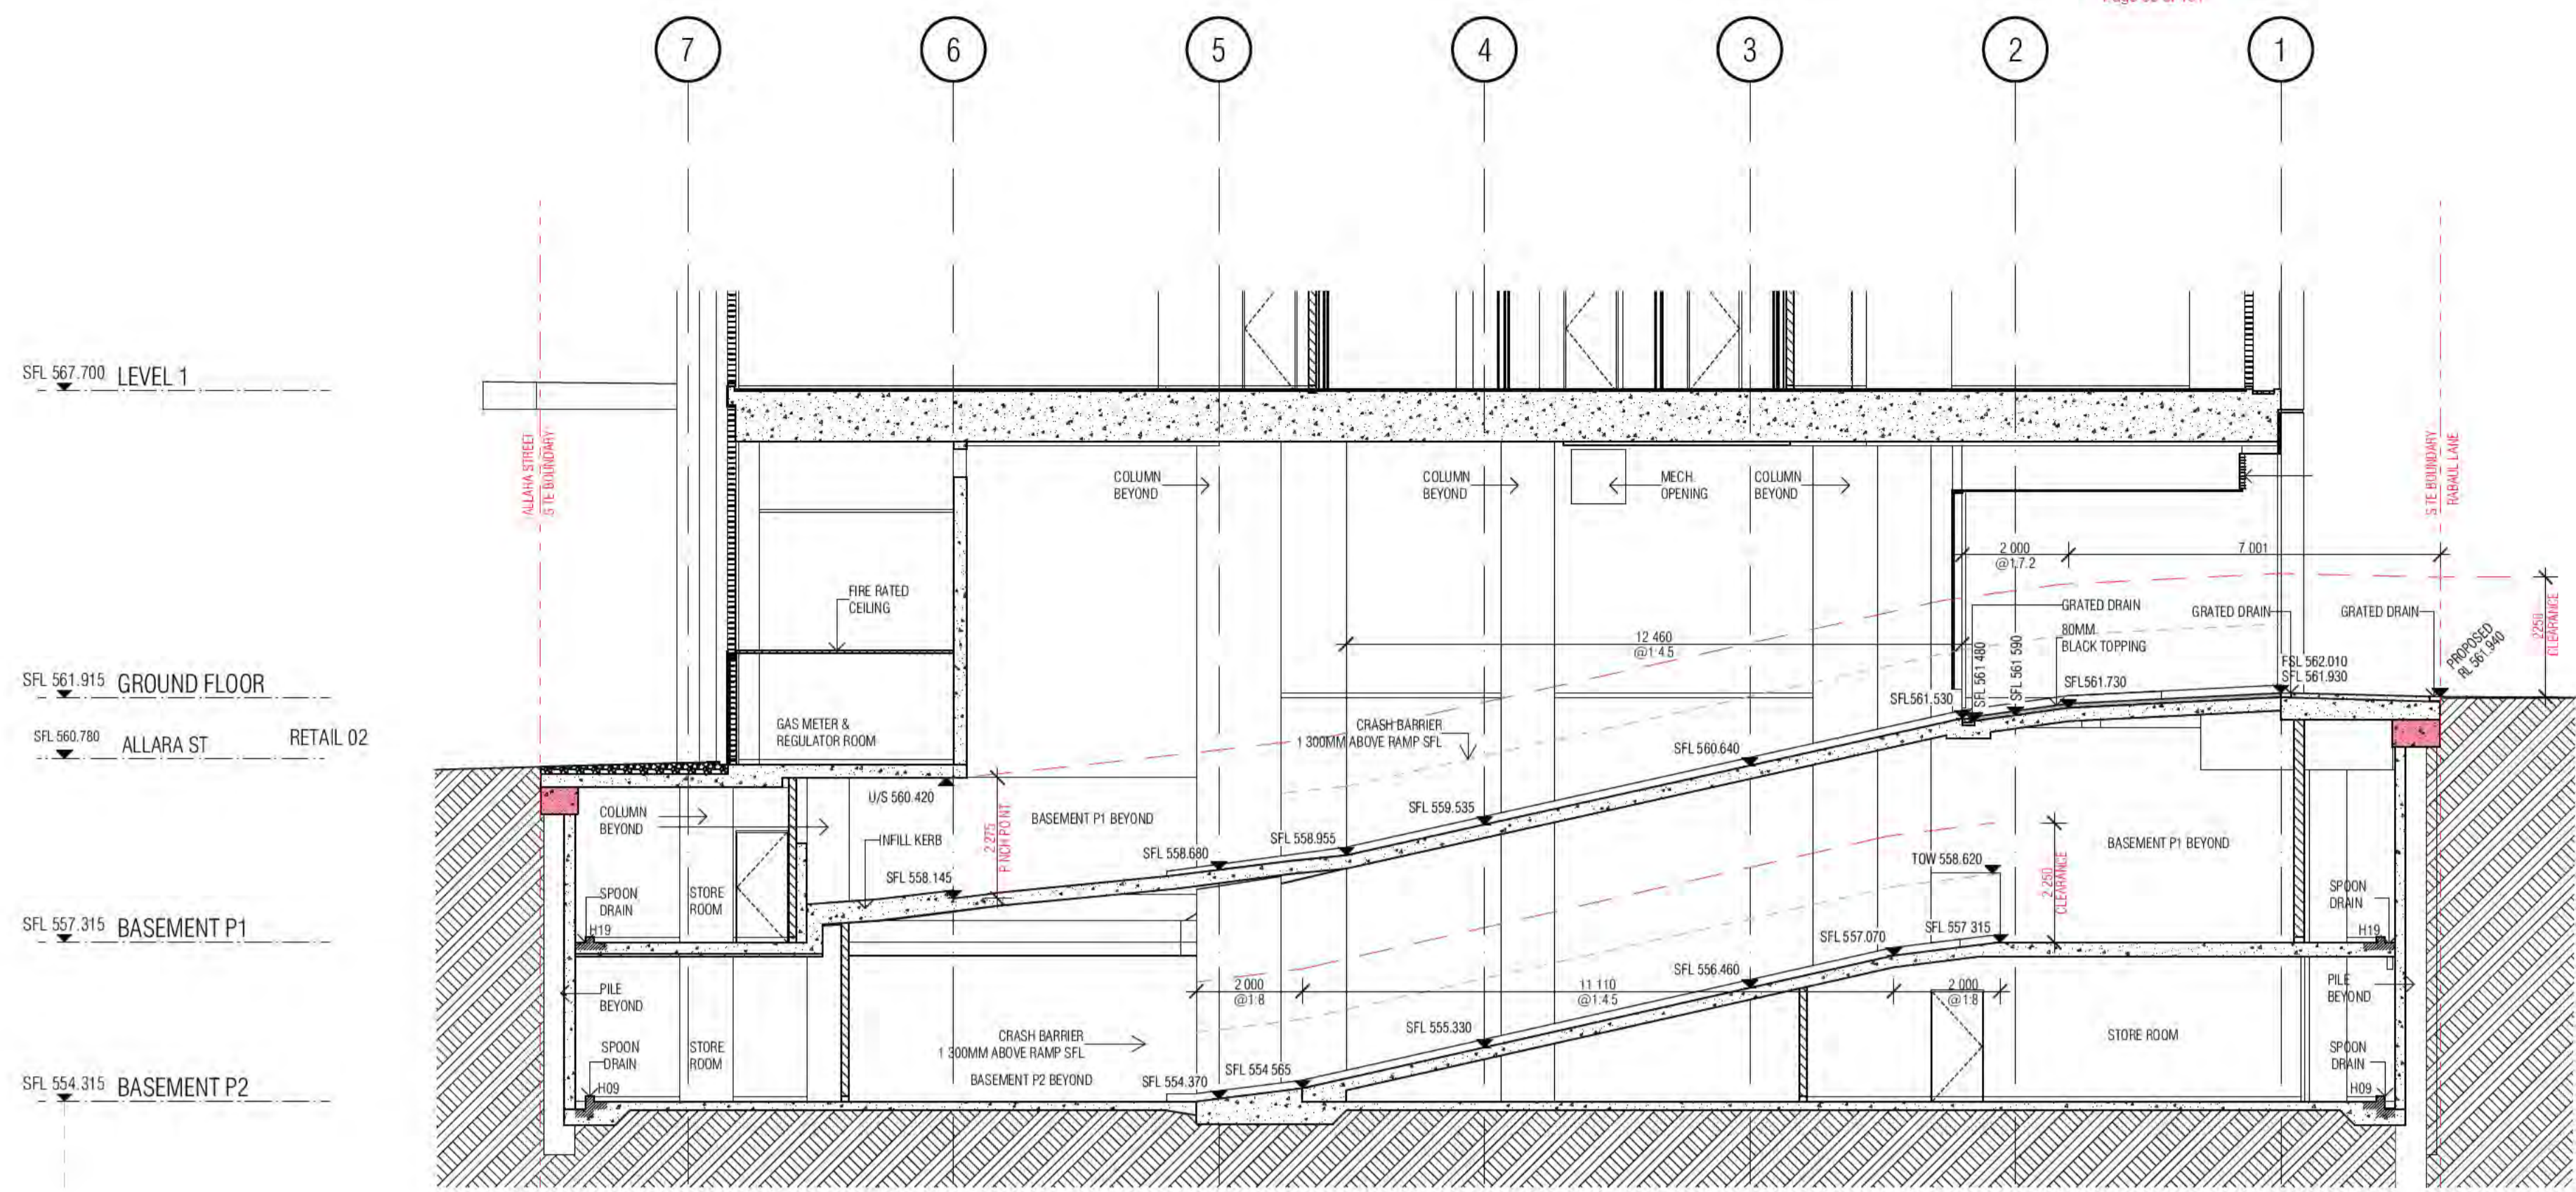 7
6
5
4
3
2
1
SFL 567.700 LEVEL 1
ALLARA STREET
S TE BOUNDARY
COLUMN
BEYOND
COLUMN
BEYOND
MECH.
OPENING
COLUMN
BEYOND
S TE BOUNDARY
RABAUL LANE
2 000
@1:7.2
7 001
FIRE RATED
CEILING
GRATED DRAIN
GRATED DRAIN
GRATED DRAIN
80MM
BLACK TOPPING
12 460
@1:4.5
2250
CLEARANCE
PROPOSED
RL 561.940
SFL 561.915 GROUND FLOOR
SFL561.530
SFL 561 480
SFL 561 590
SFL561.730
FSL 562.010
SFL 561.930
SFL 560.780 ALLARA ST
RETAIL 02
GAS METER &
REGULATOR ROOM
CRASH BARRIER
1 300MM ABOVE RAMP SFL
SFL 560.640
U/S 560.420
COLUMN
BEYOND
2 275
P NCH PO NT
BASEMENT P1 BEYOND
SFL 559.535
INFILL KERB
SFL 558.680
SFL 558.955
SFL 558.145
TOW 558.620
2 250
CLEARANCE
BASEMENT P1 BEYOND
SPOON
DRAIN
H19
STORE
ROOM
SPOON
DRAIN
H19
SFL 557.315 BASEMENT P1
SFL 557.070
SFL 557 315
SFL 556.460
PILE
BEYOND
2 000
@1:8
11 110
@1:4.5
2 000
@1:8
PILE
BEYOND
CRASH BARRIER
1 300MM ABOVE RAMP SFL
SFL 555.330
STORE ROOM
SPOON
DRAIN
H09
STORE
ROOM
BASEMENT P2 BEYOND
SFL 554.370
SFL 554 565
SPOON
DRAIN
H09
SFL 554.315 BASEMENT P2